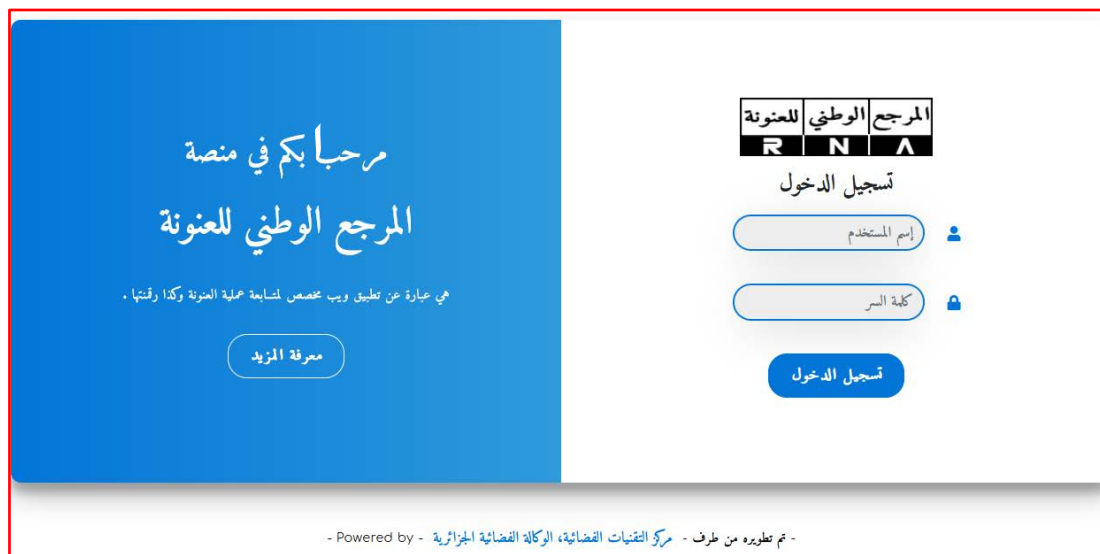 المرجع الوطني للعنونة
RNA
تسجيل الدخول
إسم المستخدم
كلمة السر
تسجيل الدخول
مرحبا بكم في منصة
المرجع الوطني للعنونة
هي عبارة عن تطبيق ويب مخصص لمتابعة عملية العنونة وكذا رقمنتها .
معرفة المزيد
- تم تطويره من طرف - مركز التقنيات الفضائية، الوكالة الفضائية الجزائرية - Powered by -